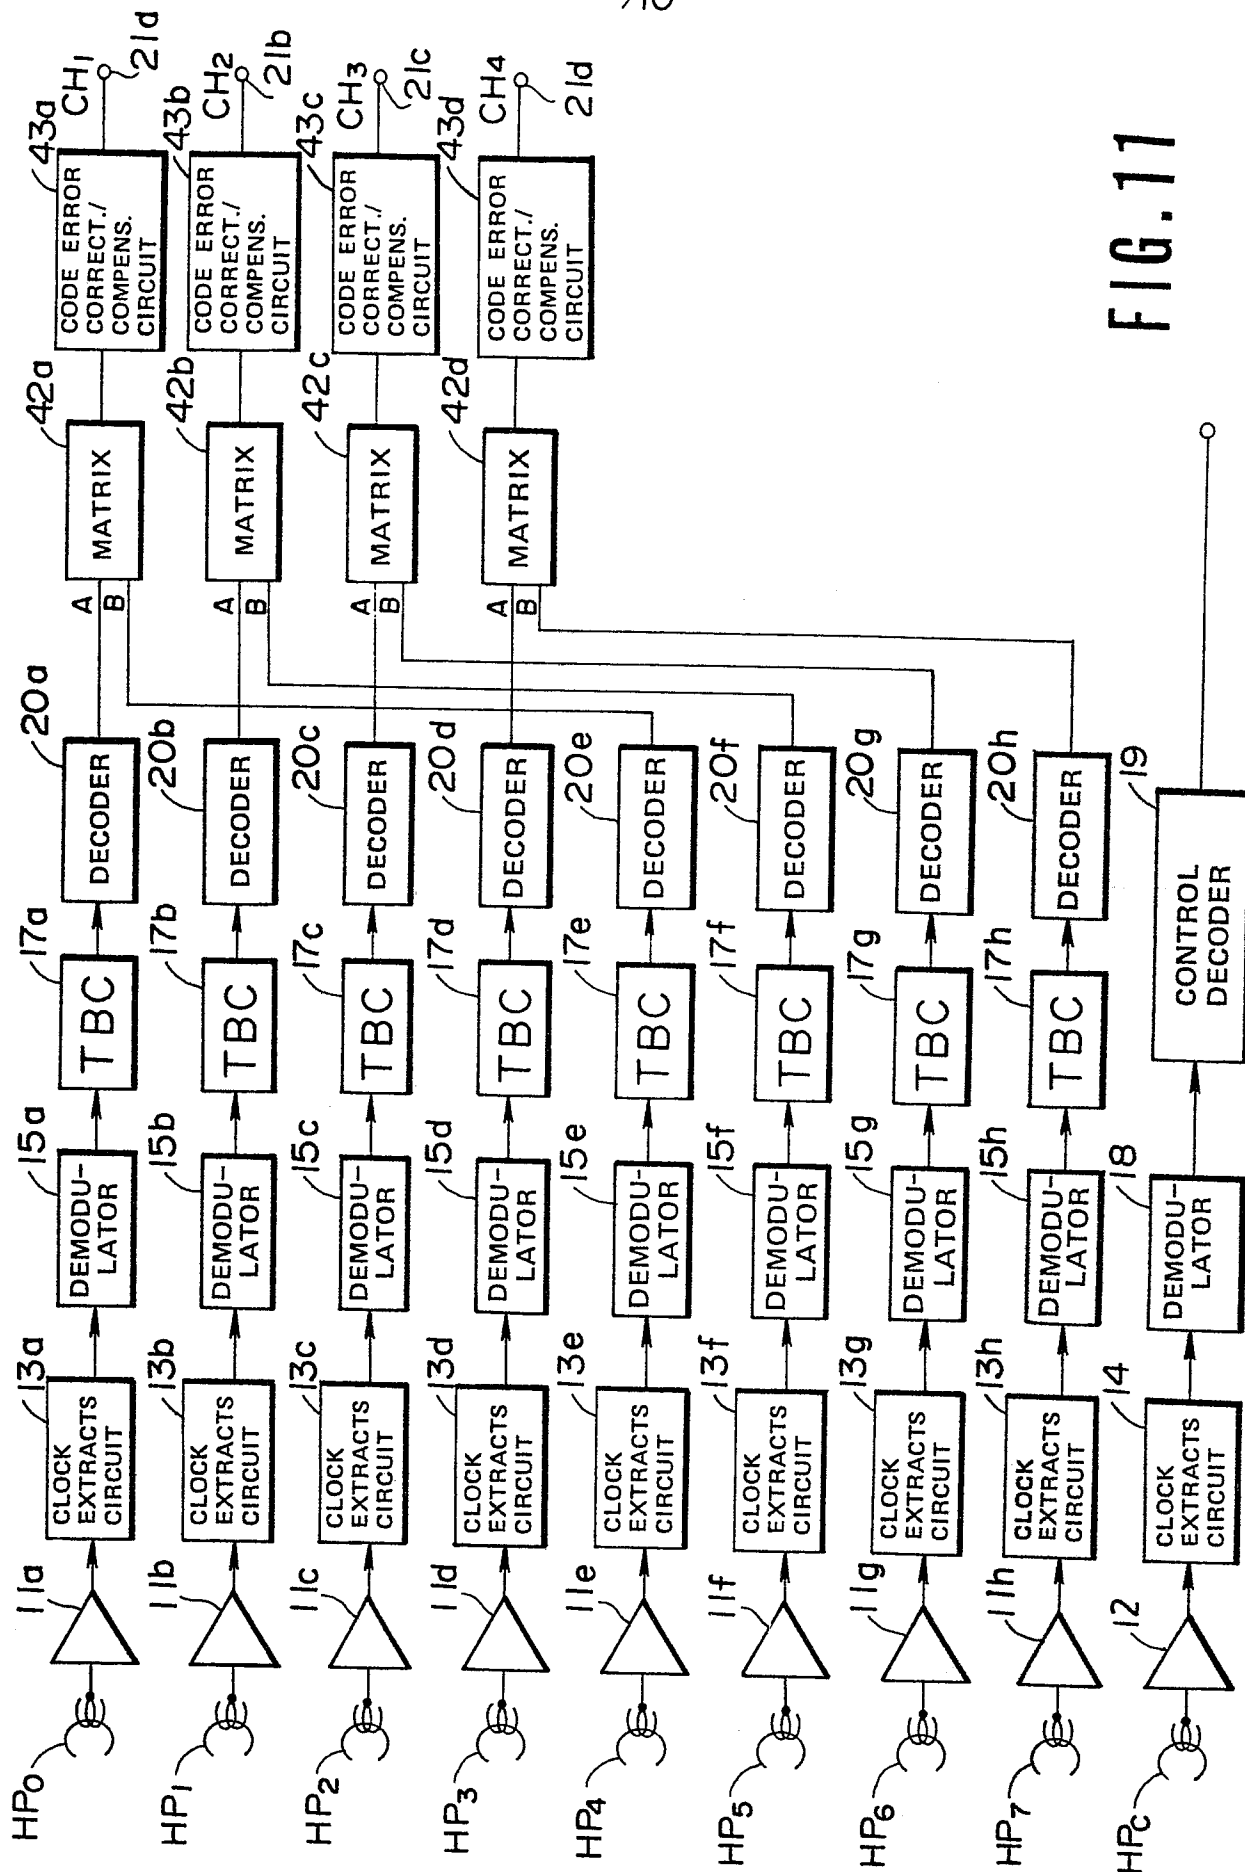 HP0
11a
13a
CLOCK
EXTRACTS
CIRCUIT
15a
DEMODU-
LATOR
17a
TBC
20a
DECODER
A
B
42a
MATRIX
43a
CODE ERROR
CORRECT./
COMPENS.
CIRCUIT
CH1
21d
HP1
11b
13b
CLOCK
EXTRACTS
CIRCUIT
15b
DEMODU-
LATOR
17b
TBC
20b
DECODER
A
B
42b
MATRIX
43b
CODE ERROR
CORRECT./
COMPENS.
CIRCUIT
CH2
21b
HP2
11c
13c
CLOCK
EXTRACTS
CIRCUIT
15c
DEMODU-
LATOR
17c
TBC
20c
DECODER
A
B
42c
MATRIX
43c
CODE ERROR
CORRECT./
COMPENS.
CIRCUIT
CH3
21c
HP3
11d
13d
CLOCK
EXTRACTS
CIRCUIT
15d
DEMODU-
LATOR
17d
TBC
20d
DECODER
A
B
42d
MATRIX
43d
CODE ERROR
CORRECT./
COMPENS.
CIRCUIT
CH4
21d
HP4
11e
13e
CLOCK
EXTRACTS
CIRCUIT
15e
DEMODU-
LATOR
17e
TBC
20e
DECODER
HP5
11f
13f
CLOCK
EXTRACTS
CIRCUIT
15f
DEMODU-
LATOR
17f
TBC
20f
DECODER
HP6
11g
13g
CLOCK
EXTRACTS
CIRCUIT
15g
DEMODU-
LATOR
17g
TBC
20g
DECODER
HP7
11h
13h
CLOCK
EXTRACTS
CIRCUIT
15h
DEMODU-
LATOR
17h
TBC
20h
DECODER
HPC
12
14
CLOCK
EXTRACTS
CIRCUIT
18
DEMODU-
LATOR
19
CONTROL
DECODER
FIG.11